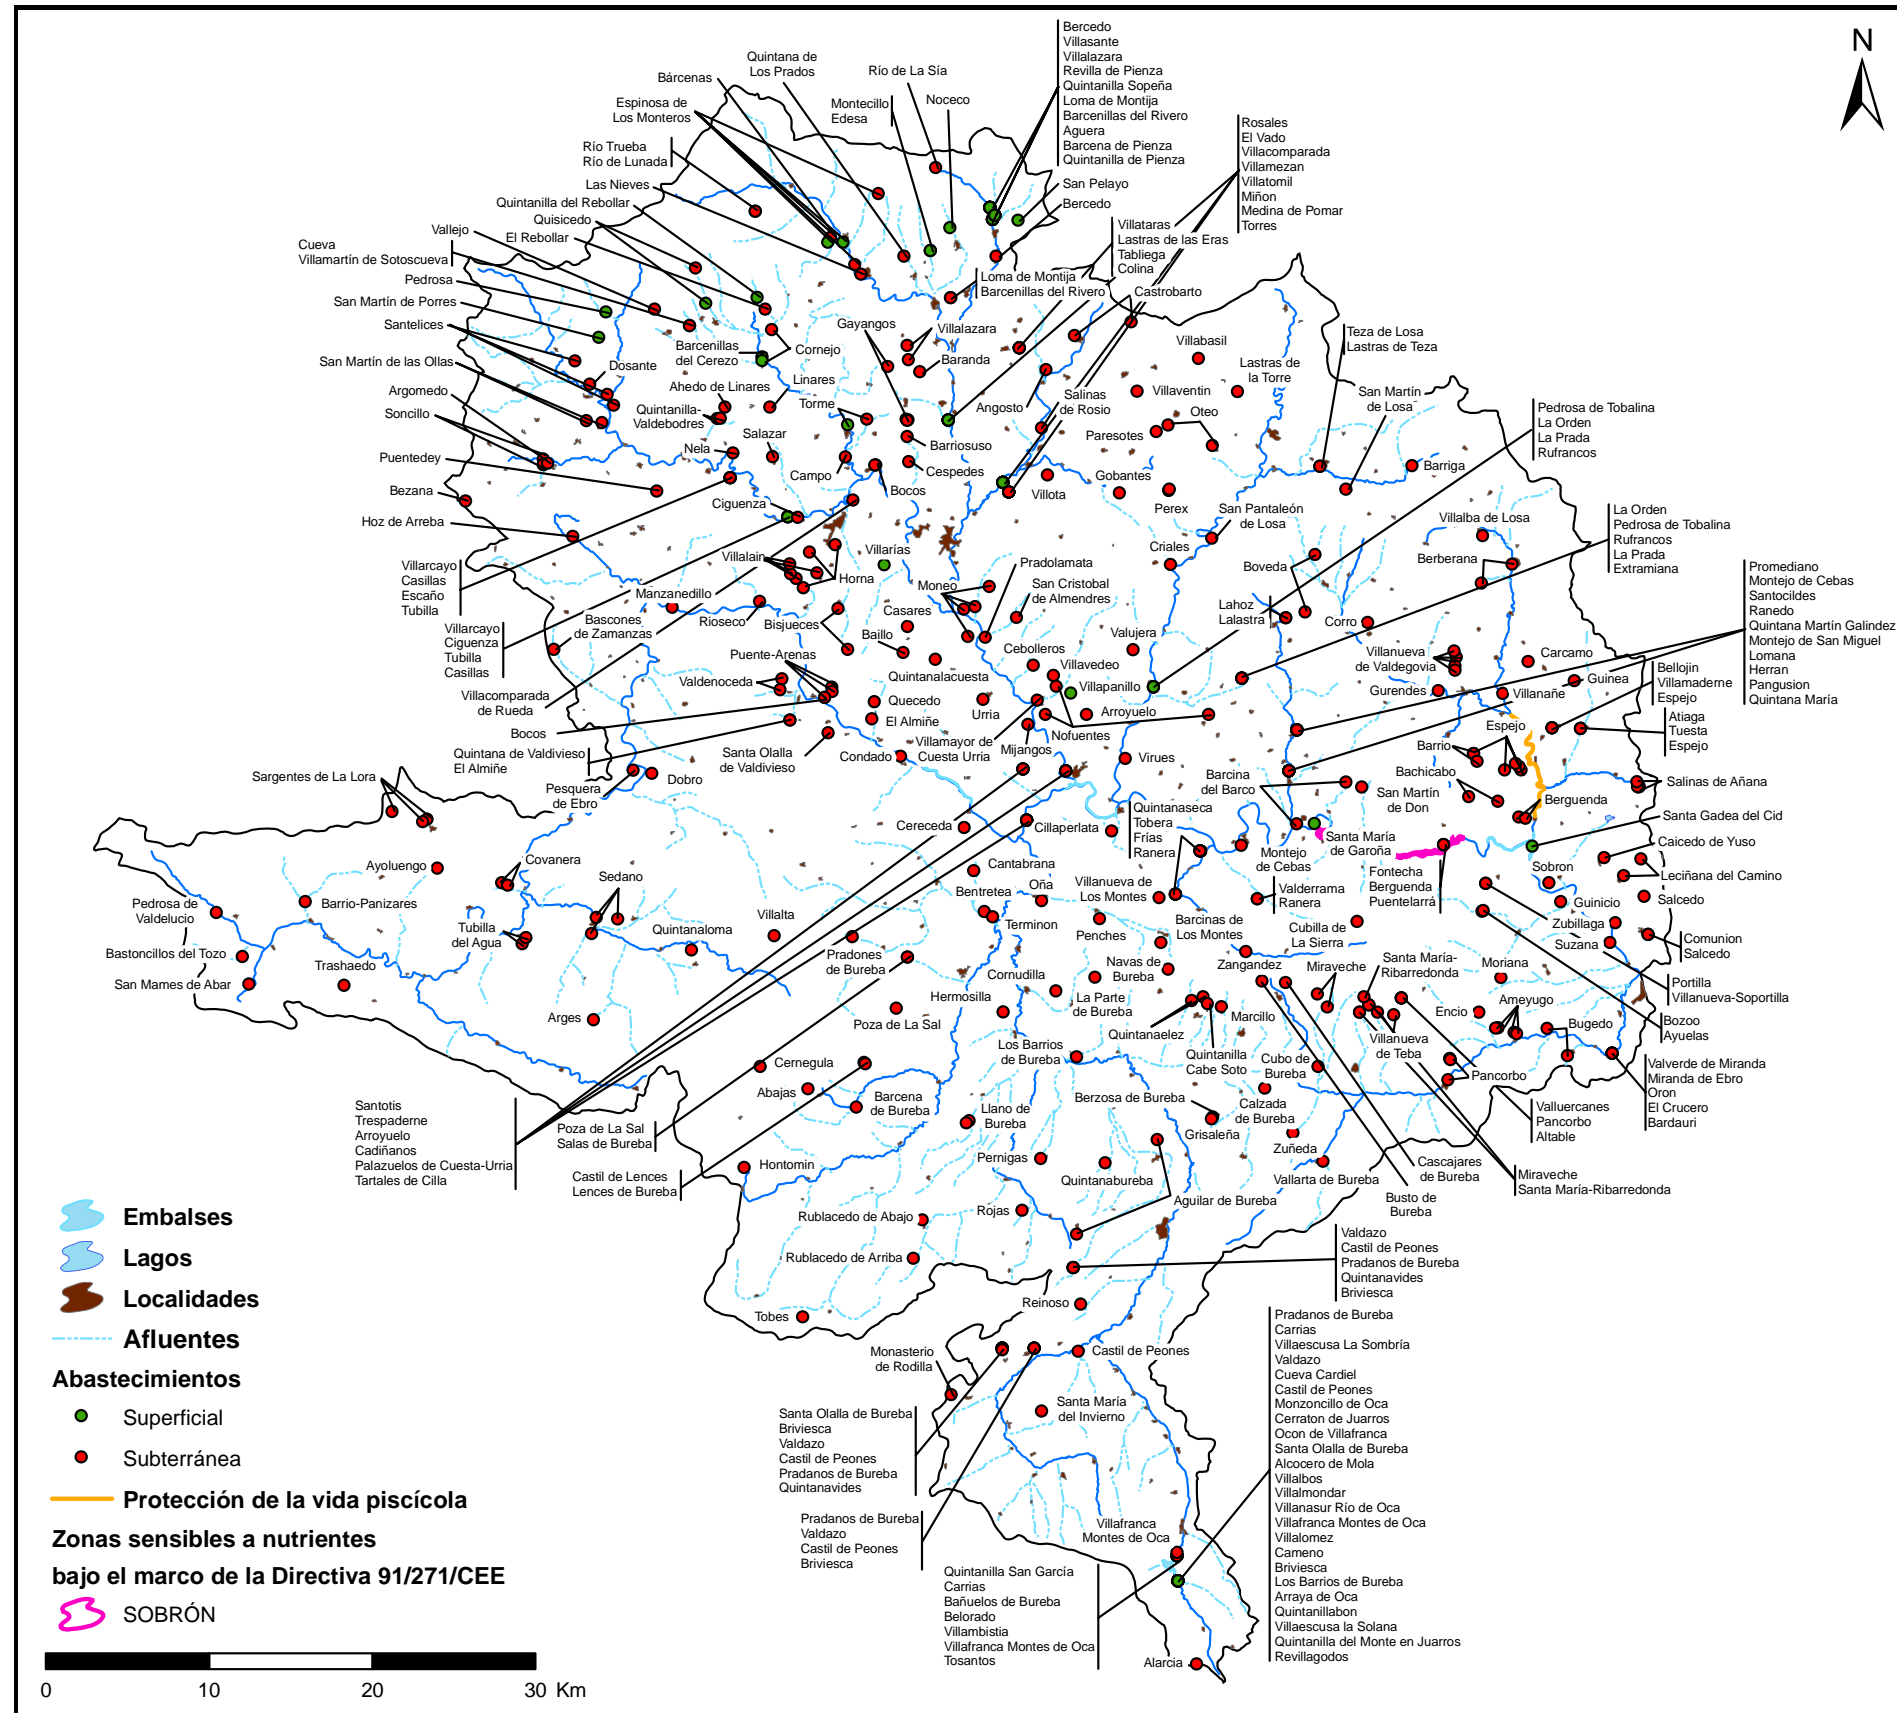 N
Bercedo
Villasante
Villalazara
Revilla de Pienza
Quintanilla Sopeña
Loma de Montija
Barcenillas del Rivero
Aguera
Barcena de Pienza
Quintanilla de Pienza
Quintana de
Los Prados
Río de La Sía
Bárcenas
Montecillo
Edesa
Noceco
Espinosa de
Los Monteros
Río Trueba
Río de Lunada
Las Nieves
Quintanilla del Rebollar
Quisicedo
El Rebollar
Vallejo
Cueva
Villamartín de Sotoscueva
Pedrosa
San Martín de Porres
Santelices
San Martín de las Ollas
Argomedo
Soncillo
Puentedey
Bezana
Hoz de Arreba
San Pelayo
Bercedo
Rosales
El Vado
Villacomparada
Villamezan
Villatomil
Miñon
Medina de Pomar
Torres
Villataras
Lastras de las Eras
Tabliega
Colina
Loma de Montija
Barcenillas del Rivero
Castrobarto
Gayangos
Villalazara
Baranda
Barcenillas
del Cerezo
Cornejo
Dosante
Ahedo de Linares
Linares
Quintanilla-
Valdebodres
Torme
Salazar
Nela
Campo
Barriosuso
Cespedes
Bocos
Angosto
Salinas
de Rosio
Villabasil
Lastras de
la Torre
Villaventin
Oteo
Paresotes
Gobantes
Villota
Perex
Teza de Losa
Lastras de Teza
San Martín
de Losa
Barriga
Pedrosa de Tobalina
La Orden
La Prada
Rufrancos
San Pantaleón
de Losa
Criales
Villalba de Losa
Berberana
Boveda
La Orden
Pedrosa de Tobalina
Rufrancos
La Prada
Extramiana
Promediano
Montejo de Cebas
Santocildes
Ranedo
Quintana Martín Galindez
Montejo de San Miguel
Lomana
Herran
Pangusion
Quintana María
Ciguenza
Villarías
Villalain
Horna
Villarcayo
Casillas
Escaño
Tubilla
Manzanedillo
Villarcayo
Ciguenza
Tubilla
Casillas
Bascones
de Zamanzas
Rioseco
Bisjueces
Casares
Baillo
Moneo
Pradolamata
San Cristobal
de Almendres
Lahoz
Lalastra
Corro
Valujera
Cebolleros
Villanueva
de Valdegovia
Carcamo
Bellojin
Villamaderne
Espejo
Guinea
Gurendes
Villanañe
Atiaga
Tuesta
Espejo
Puente-Arenas
Valdenoceda
Villacomparada
de Rueda
Quintanalacuesta
Villavedeo
Villapanillo
Quecedo
Urria
Arroyuelo
El Almiñe
Nofuentes
Bocos
Villamayor de
Cuesta Urria
Mijangos
Quintana de Valdivieso
El Almiñe
Santa Olalla
de Valdivieso
Condado
Virues
Barcina
del Barco
Espejo
Barrio
Bachicabo
San Martín
de Don
Berguenda
Salinas de Añana
Santa Gadea del Cid
Caicedo de Yuso
Leciñana del Camino
Sargentes de La Lora
Pesquera
de Ebro
Dobro
Cereceda
Cillaperlata
Quintanaseca
Tobera
Frías
Ranera
Santa María
de Garoña
Montejo
de Cebas
Fontecha
Berguenda
Puentelarrá
Sobron
Ayoluengo
Covanera
Sedano
Cantabrana
Bentretea
Oña
Villanueva de
Los Montes
Valderrama
Ranera
Guinicio
Salcedo
Pedrosa de
Valdelucio
Barrio-Panizares
Villalta
Terminon
Penches
Barcinas de
Los Montes
Cubilla de
La Sierra
Zubillaga
Suzana
Comunion
Salcedo
Bastoncillos del Tozo
Tubilla
del Agua
Quintanaloma
Pradones
de Bureba
Navas de
Bureba
Zangandez
Miraveche
Santa María-
Ribarredonda
Moriana
Portilla
Villanueva-Soportilla
Trashaedo
San Mames de Abar
Cornudilla
Hermosilla
La Parte
de Bureba
Marcillo
Encio
Ameyugo
Bugedo
Bozoo
Ayuelas
Arges
Poza de La Sal
Quintanaelez
Quintanilla
Cabe Soto
Cubo de
Bureba
Villanueva
de Teba
Pancorbo
Valverde de Miranda
Miranda de Ebro
Oron
El Crucero
Bardauri
Los Barrios
de Bureba
Cernegula
Abajas
Barcena
de Bureba
Berzosa de Bureba
Calzada
de Bureba
Grisaleña
Valluercanes
Pancorbo
Altable
Santotis
Trespaderne
Arroyuelo
Cadiñanos
Palazuelos de Cuesta-Urria
Tartales de Cilla
Poza de La Sal
Salas de Bureba
Llano de
Bureba
Zuñeda
Castil de Lences
Lences de Bureba
Hontomin
Pernigas
Quintanabureba
Vallarta de Bureba
Cascajares
de Bureba
Miraveche
Santa María-Ribarredonda
Busto de
Bureba
Aguilar de Bureba
Rublacedo de Abajo
Rojas
Rublacedo de Arriba
Valdazo
Castil de Peones
Pradanos de Bureba
Quintanavides
Briviesca
Reinoso
Tobes
Monasterio
de Rodilla
Castil de Peones
Pradanos de Bureba
Carrias
Villaescusa La Sombría
Valdazo
Cueva Cardiel
Castil de Peones
Monzoncillo de Oca
Cerraton de Juarros
Ocon de Villafranca
Santa Olalla de Bureba
Alcocero de Mola
Villalbos
Villalmondar
Villanasur Río de Oca
Villafranca Montes de Oca
Villalomez
Cameno
Briviesca
Los Barrios de Bureba
Arraya de Oca
Quintanillabon
Villaescusa la Solana
Quintanilla del Monte en Juarros
Revillagodos
Santa María
del Invierno
Santa Olalla de Bureba
Briviesca
Valdazo
Castil de Peones
Pradanos de Bureba
Quintanavides
Pradanos de Bureba
Valdazo
Castil de Peones
Briviesca
Villafranca
Montes de Oca
Quintanilla San García
Carrias
Bañuelos de Bureba
Belorado
Villambistia
Villafranca Montes de Oca
Tosantos
Alarcia
Embalses
Lagos
Localidades
Afluentes
Abastecimientos
Superficial
Subterránea
Protección de la vida piscícola
Zonas sensibles a nutrientes
bajo el marco de la Directiva 91/271/CEE
SOBRÓN
0 10 20 30 Km